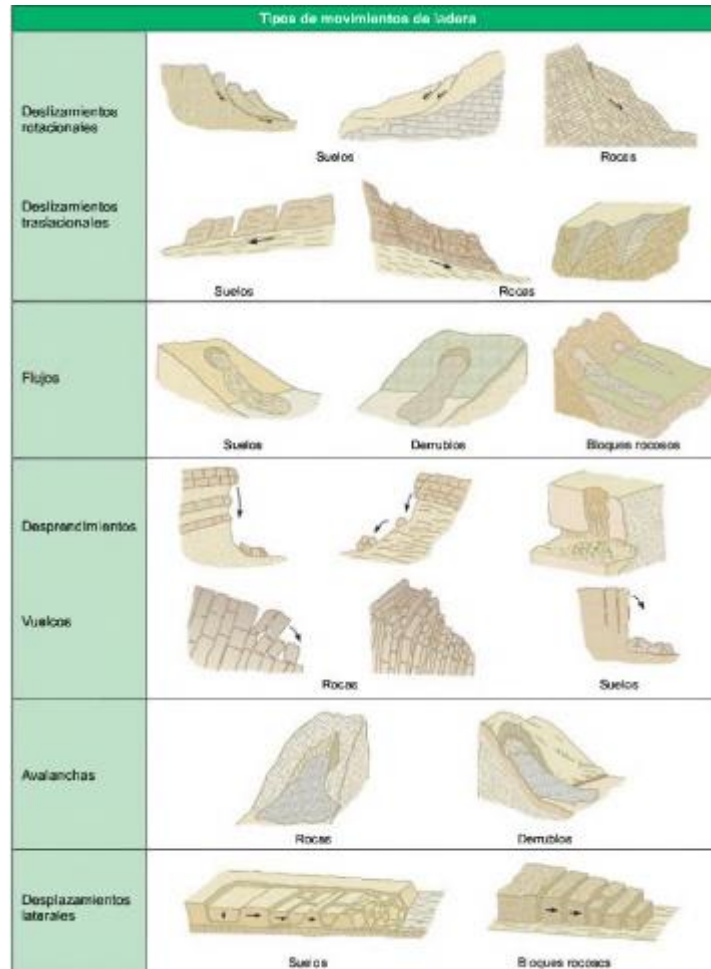 Tipos de movimientos de ladera
Deslizamientos
rotacionales
Suelos
Rocas
Deslizamientos
traslacionales
Suelos
Rocas
Flujos
Suelos
Derrubios
Bloques rocosos
Desprendimientos
Vuelcos
Rocas
Suelos
Avalanchas
Rocas
Derrubios
Desplazamientos
laterales
Suelos
Bloques rocosos